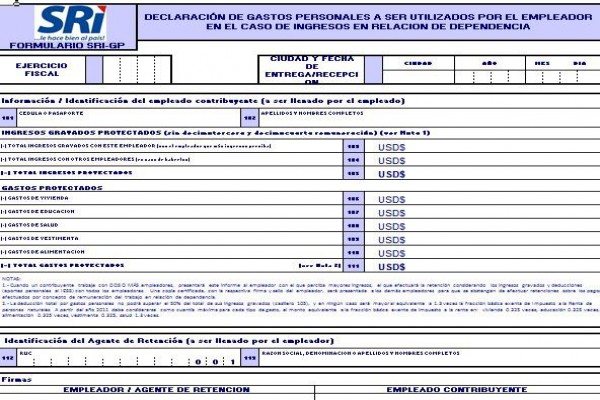 SRi
...le hace bien al país!
FORMULARIO SRI-GP
DECLARACIÓN DE GASTOS PERSONALES A SER UTILIZADOS POR EL EMPLEADOR
EN EL CASO DE INGRESOS EN RELACION DE DEPENDENCIA
EJERCICIO
FISCAL
CIUDAD Y FECHA
DE
ENTREGA/RECEPCI
ON
CIUDAD AÑO MES DIA
Información / Identificación del empleado contribuyente (a ser llenado por el empleado)
101 CEDULA O PASAPORTE 102 APELLIDOS Y NOMBRES COMPLETOS
INGRESOS GRAVADOS PROYECTADOS (sin decimotercera y decimocuarta remuneración) (ver Nota 1)
(+) TOTAL INGRESOS GRAVADOS CON ESTE EMPLEADOR (con el empleador que más ingresos perciba) 103 USD$
(+) TOTAL INGRESOS CON OTROS EMPLEADORES (en caso de haberlos) 104 USD$
(=) TOTAL INGRESOS PROYECTADOS 105 USD$
GASTOS PROYECTADOS
(+) GASTOS DE VIVIENDA 106 USD$
(+) GASTOS DE EDUCACION 107 USD$
(+) GASTOS DE SALUD 108 USD$
(+) GASTOS DE VESTIMENTA 109 USD$
(+) GASTOS DE ALIMENTACION 110 USD$
(=) TOTAL GASTOS PROYECTADOS (ver Nota 2) 111 USD$
NOTAS:
1.- Cuando un contribuyente trabaje con DOS O MÁS empleadores, presentará este informe al empleador con el que perciba mayores ingresos, el que efectuará la retención considerando los ingresos gravados y deducciones
(aportes personales al IESS) con todos los empleadores. Una copia certificada, con la respectiva firma y sello del empleador, será presentada a los demás empleadores para que se abstengan de efectuar retenciones sobre los pagos
efectuados por concepto de remuneración del trabajo en relación de dependencia.
2.- La deducción total por gastos personales no podrá superar el 50% del total de sus ingresos gravados (casillero 105), y en ningún caso será mayor al equivalente a 1.3 veces la fracción básica exenta de Impuesto a la Renta de
personas naturales. A partir del año 2011 debe considerarse como cuantía máxima para cada tipo de gasto, el monto equivalente a la fracción básica exenta de Impuesto a la Renta en: vivienda 0.325 veces, educación 0.325 veces,
alimentación 0.325 veces, vestimenta 0.325, salud 1.3 veces.
Identificación del Agente de Retención (a ser llenado por el empleador)
112 RUC 0 0 1 113 RAZON SOCIAL, DENOMINACION O APELLIDOS Y NOMBRES COMPLETOS
Firmas
EMPLEADOR / AGENTE DE RETENCION EMPLEADO CONTRIBUYENTE